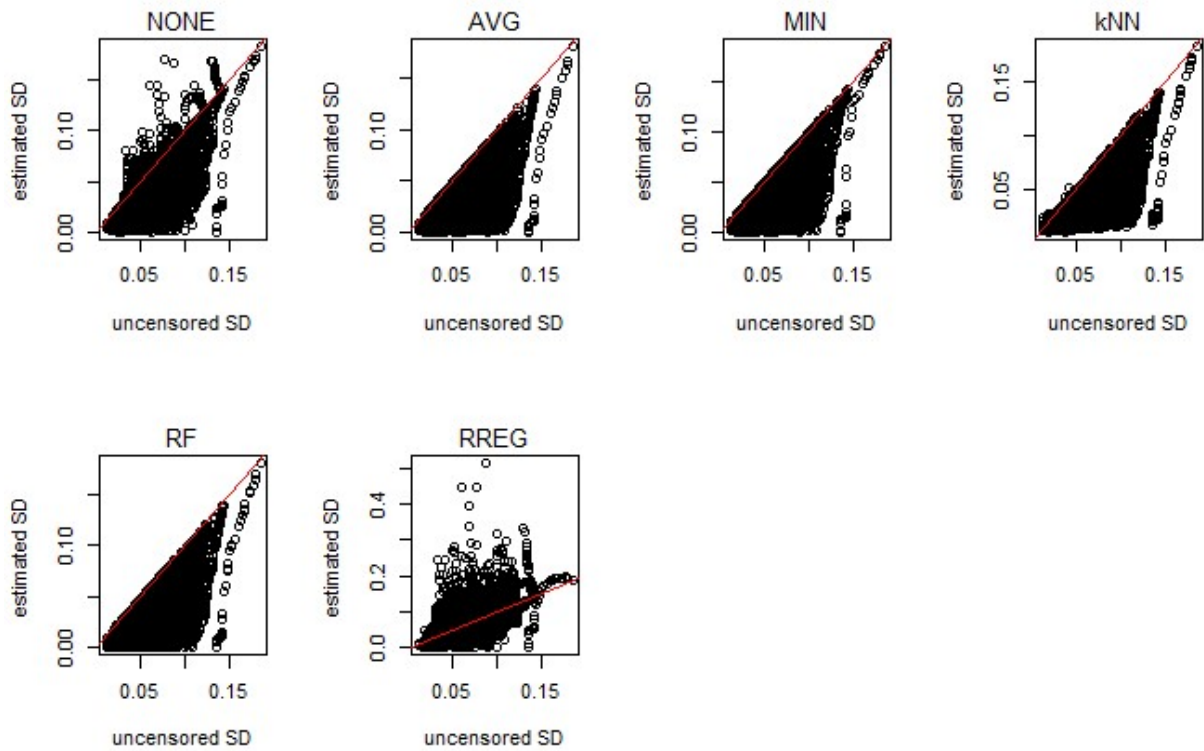 NONE
estimated SD
0.00
0.10
0.05
0.15
uncensored SD
AVG
estimated SD
0.00
0.10
0.05
0.15
uncensored SD
MIN
estimated SD
0.00
0.10
0.05
0.15
uncensored SD
kNN
estimated SD
0.05
0.15
0.05
0.15
uncensored SD
RF
estimated SD
0.00
0.10
0.05
0.15
uncensored SD
RREG
estimated SD
0.0
0.2
0.4
0.05
0.15
uncensored SD